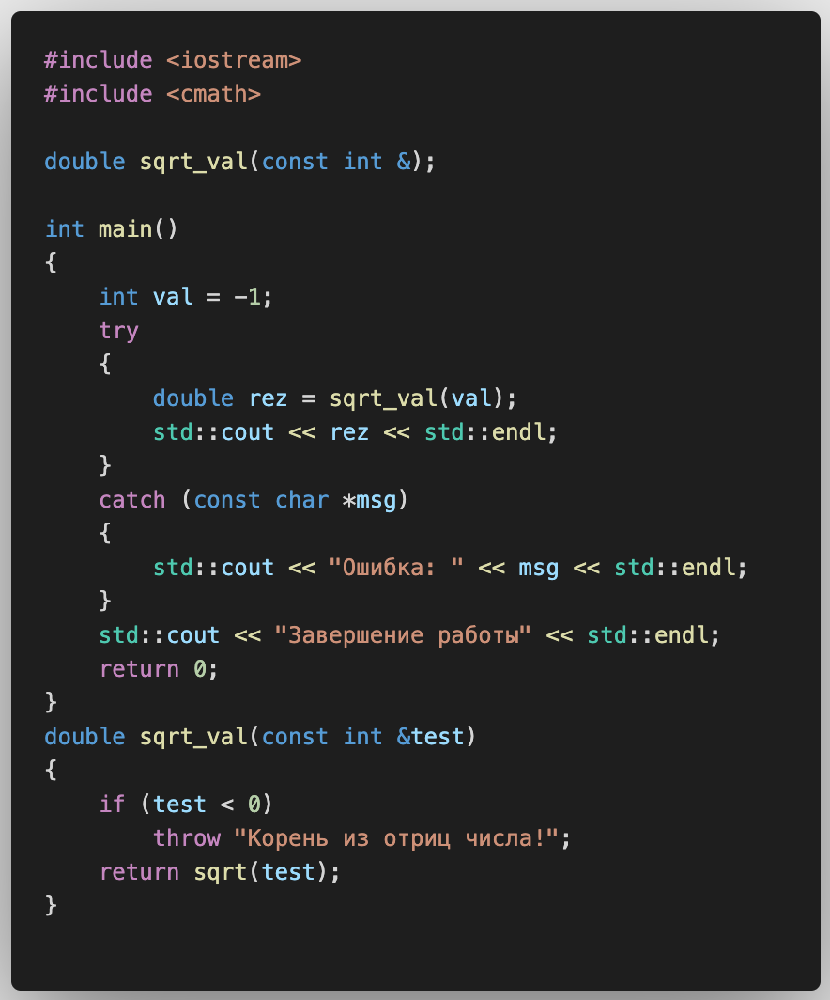 #include <iostream>
#include <cmath>

double sqrt_val(const int &);

int main()
{
    int val = -1;
    try
    {
        double rez = sqrt_val(val);
        std::cout << rez << std::endl;
    }
    catch (const char *msg)
    {
        std::cout << "Ошибка: " << msg << std::endl;
    }
    std::cout << "Завершение работы" << std::endl;
    return 0;
}
double sqrt_val(const int &test)
{
    if (test < 0)
        throw "Корень из отриц числа!";
    return sqrt(test);
}